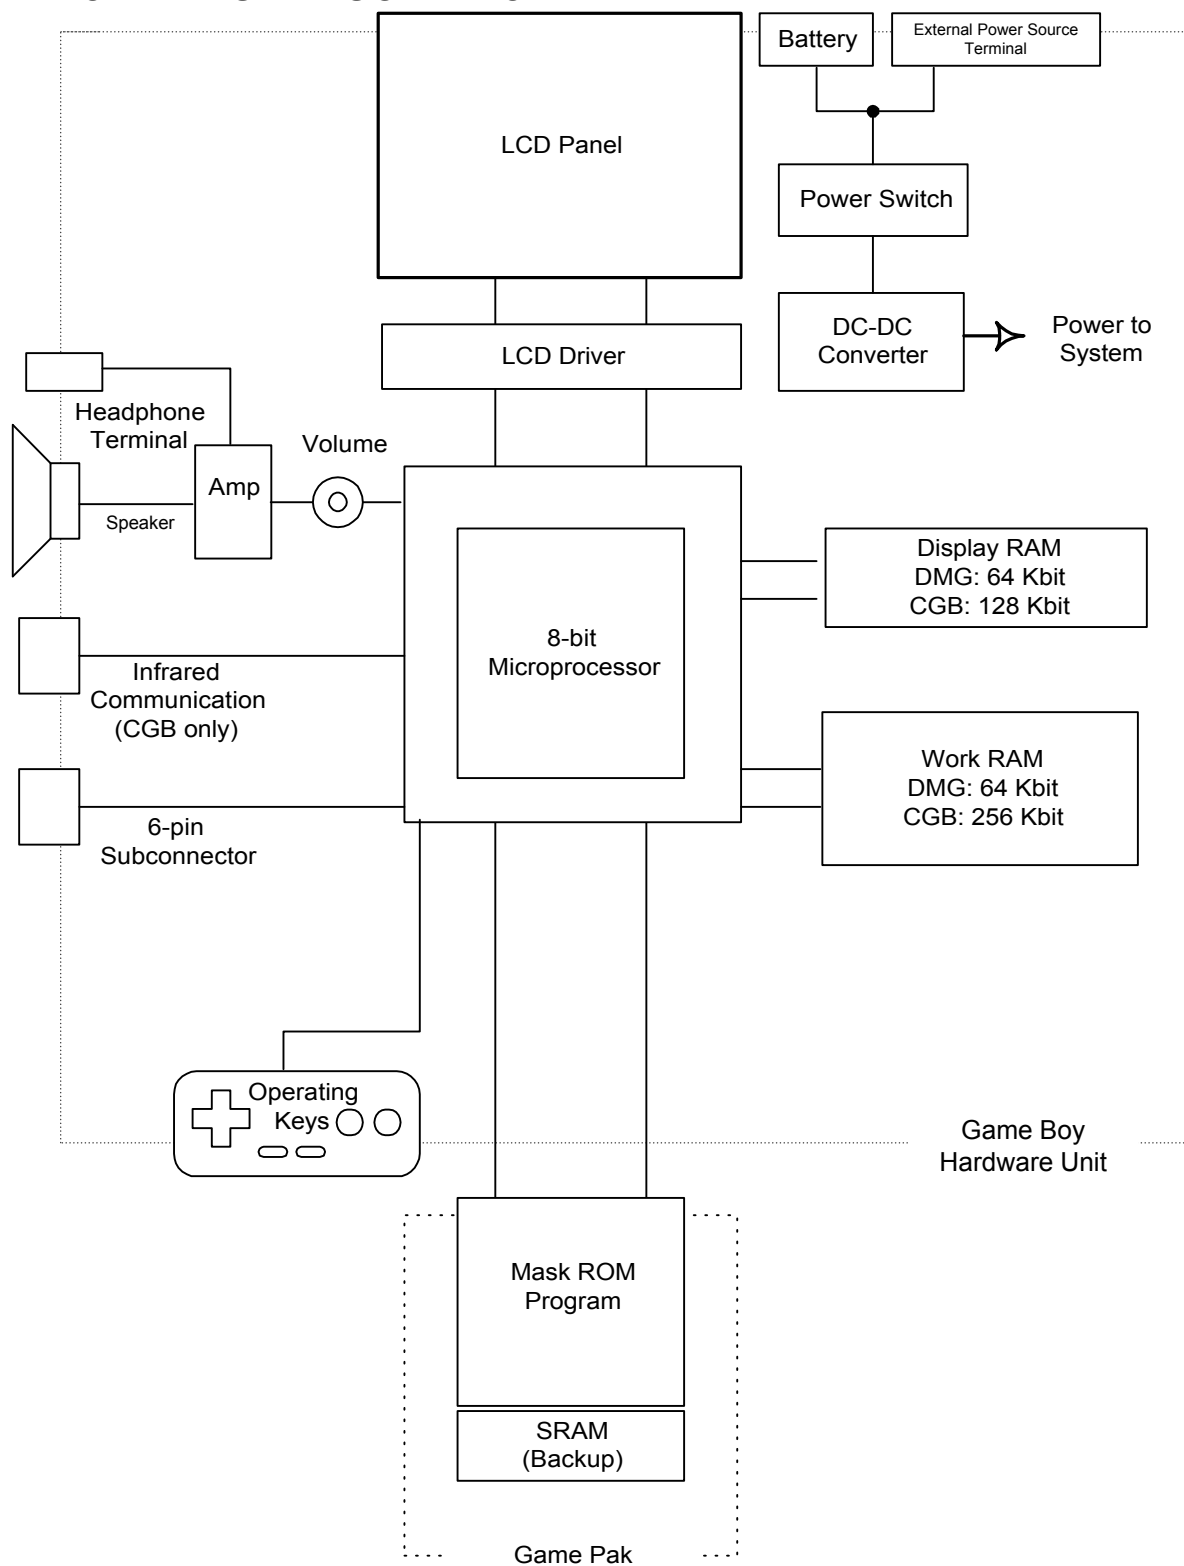 Battery
External Power Source
Terminal
LCD Panel
Power Switch
DC-DC
Converter
Power to
System
LCD Driver
Headphone
Terminal
Volume
Amp
Speaker
Display RAM
DMG: 64 Kbit
CGB: 128 Kbit
8-bit
Microprocessor
Infrared
Communication
(CGB only)
Work RAM
DMG: 64 Kbit
CGB: 256 Kbit
6-pin
Subconnector
Operating
Keys
Game Boy
Hardware Unit
Mask ROM
Program
SRAM
(Backup)
Game Pak